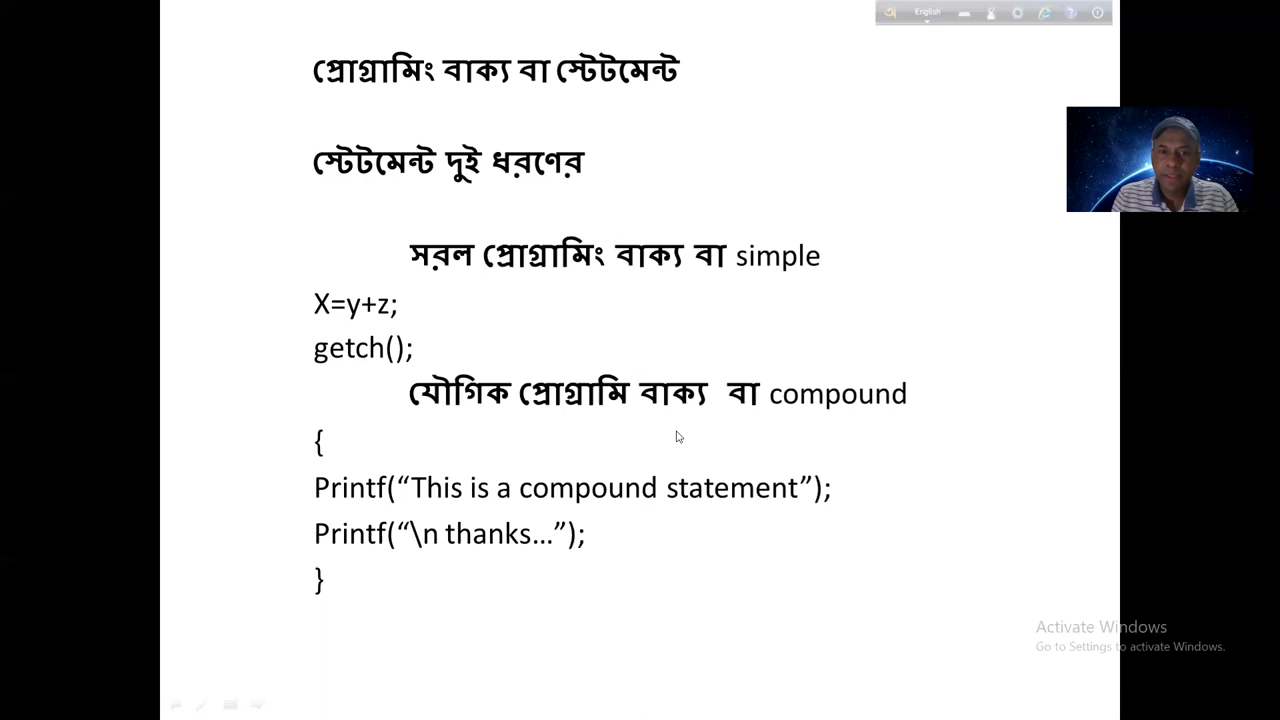 English
প্রোগ্রামিং বাক্য বা স্টেটমেন্ট
স্টেটমেন্ট দুই ধরণের
সরল প্রোগ্রামিং বাক্য বা simple
X=y+z;
getch();
যৌগিক প্রোগ্রামি বাক্য বা compound
{
Printf(“This is a compound statement”);
Printf(“\n thanks...”);
}
Activate Windows
Go to Settings to activate Windows.